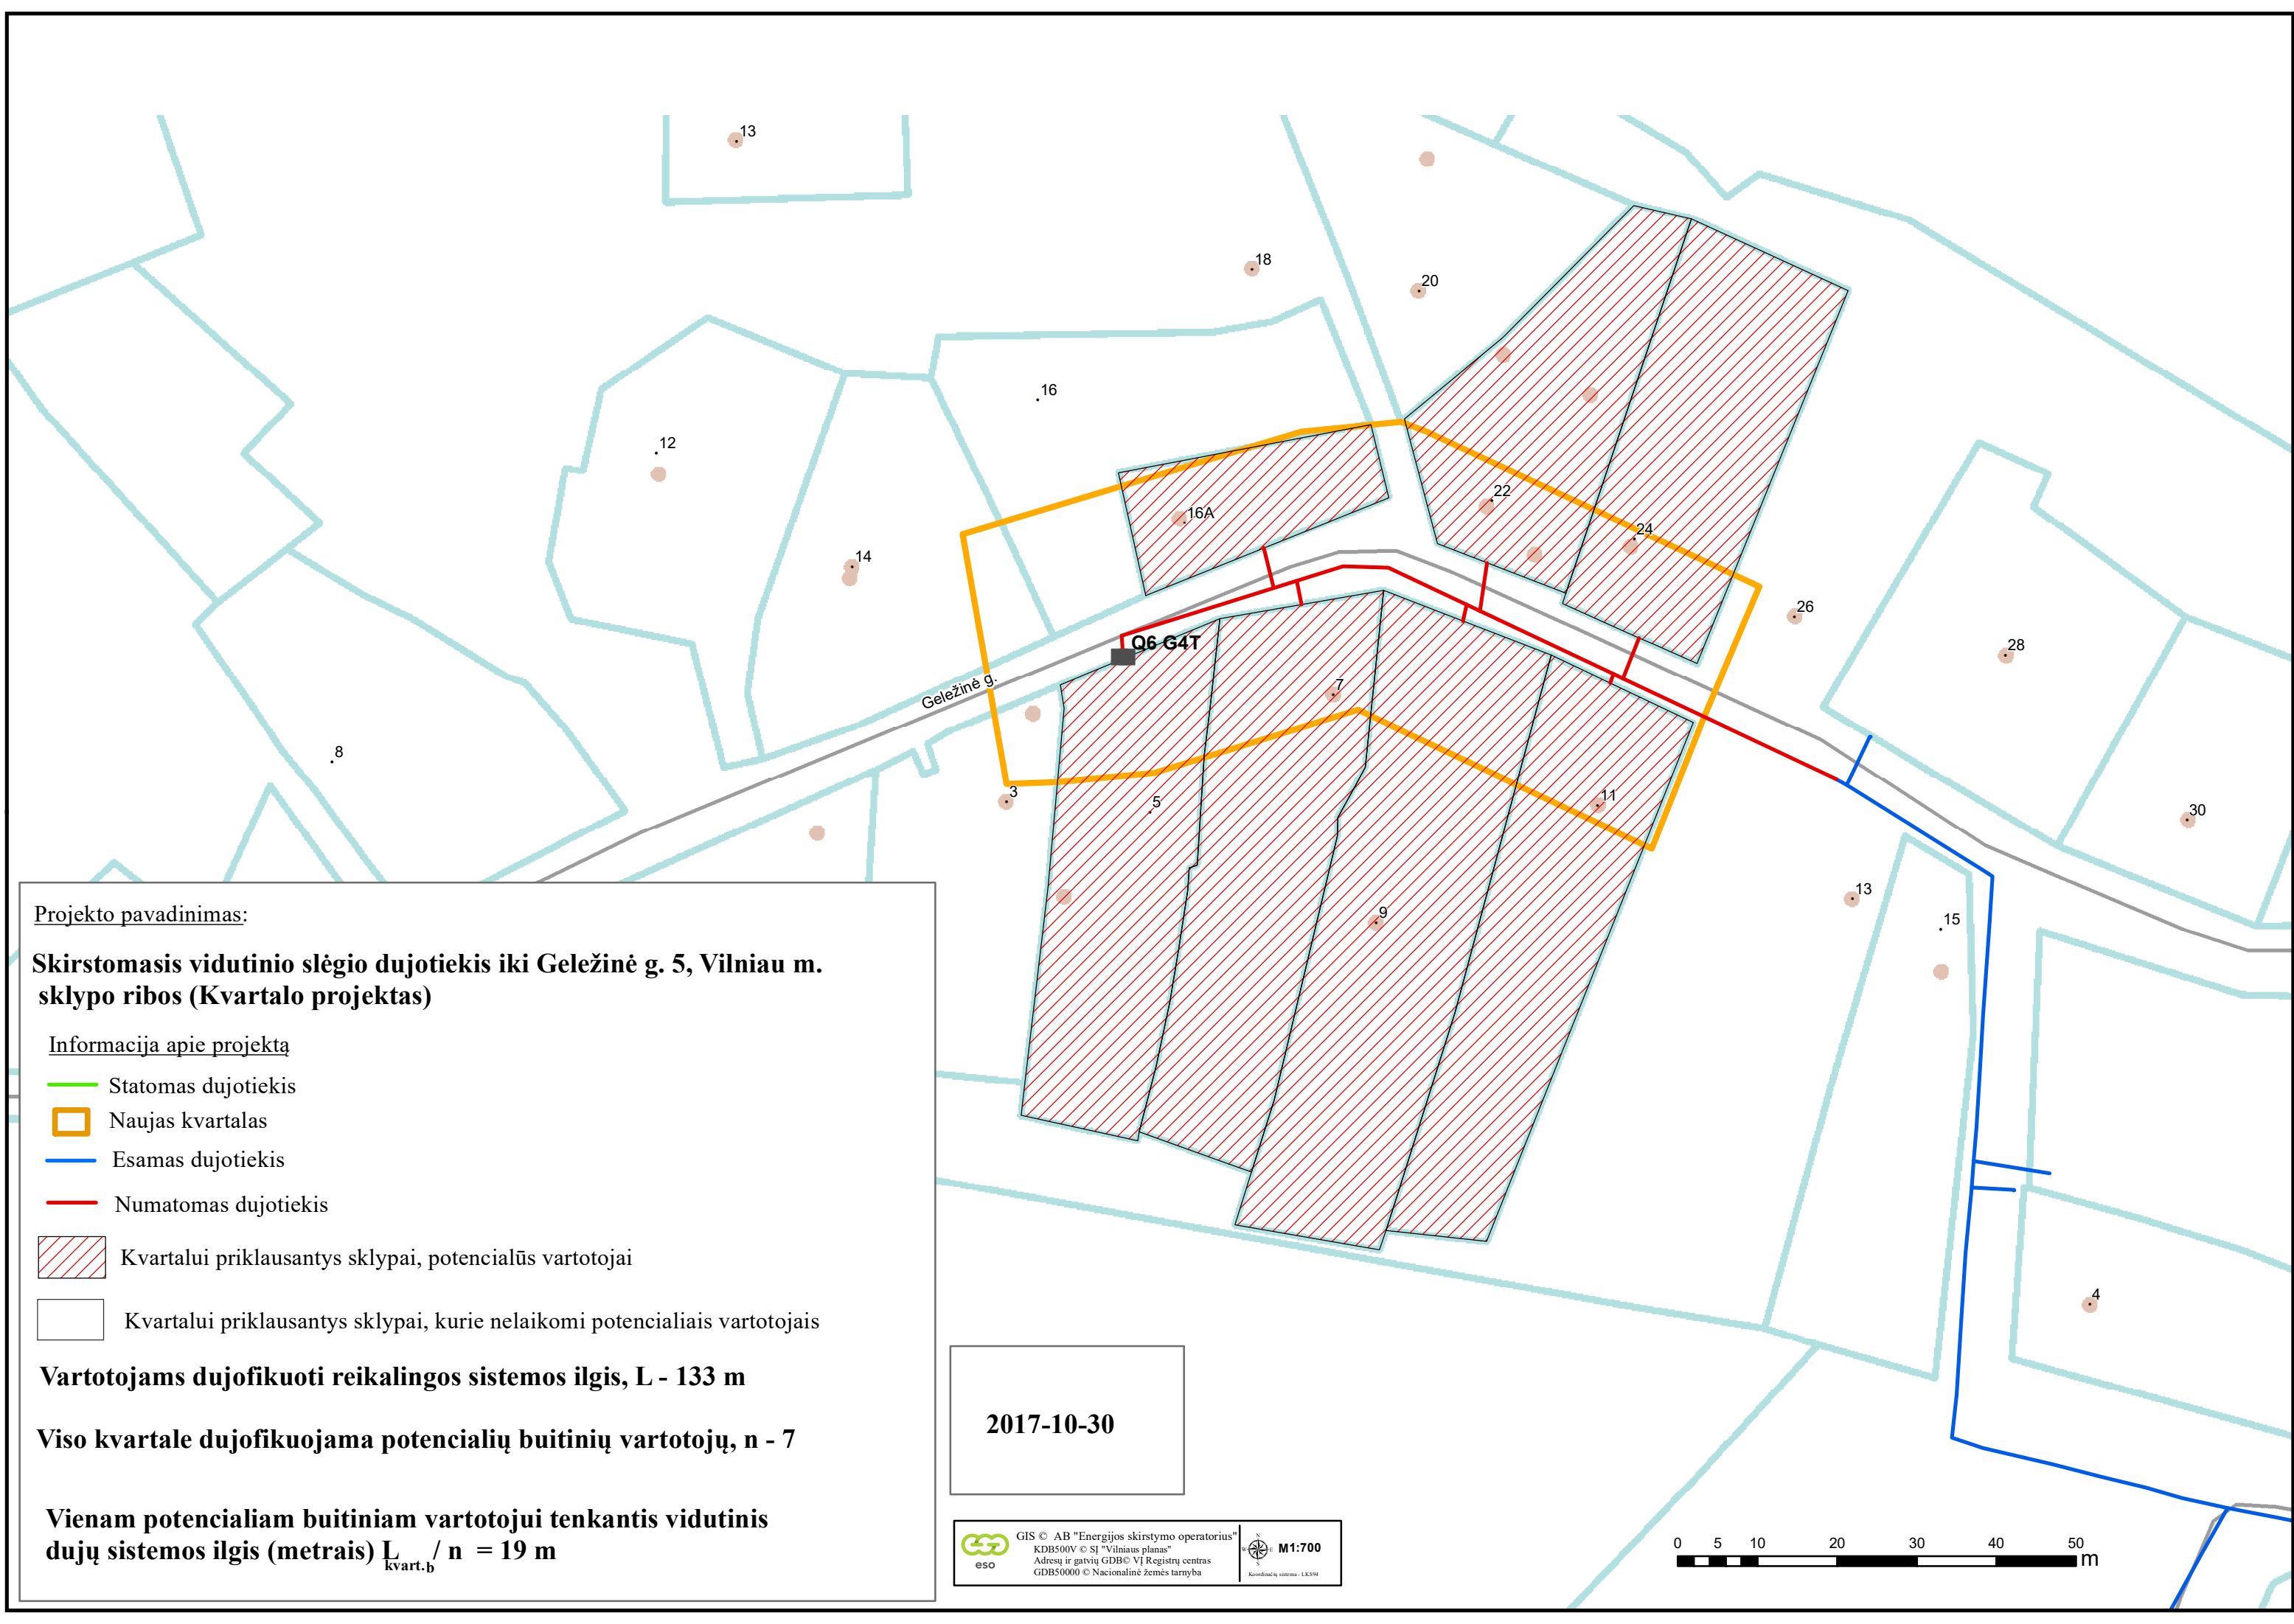 13
18
20
16
12
16A
22
24
14
26
Q6 G4T
28
Geležinė g.
7
8
3
5
11
30
9
13
15
4
Projekto pavadinimas:
Skirstomasis vidutinio slėgio dujotiekis iki Geležinė g. 5, Vilniau m.
sklypo ribos (Kvartalo projektas)
Informacija apie projektą
Statomas dujotiekis
Naujas kvartalas
Esamas dujotiekis
Numatomas dujotiekis
Kvartalui priklausantys sklypai, potencialūs vartotojai
Kvartalui priklausantys sklypai, kurie nelaikomi potencialiais vartotojais
Vartotojams dujofikuoti reikalingos sistemos ilgis, L - 133 m
Viso kvartale dujofikuojama potencialių buitinių vartotojų, n - 7
Vienam potencialiam buitiniam vartotojui tenkantis vidutinis
dujų sistemos ilgis (metrais) L kvart.b / n = 19 m
2017-10-30
eso
GIS © AB "Energijos skirstymo operatorius"
KDB500V © SĮ "Vilniaus planas"
Adresų ir gatvių GDB© VĮ Registrų centras
GDB50000 © Nacionalinė žemės tarnyba
N
W E
S
M1:700
Koordinačių sistema - LKS94
0 5 10 20 30 40 50
m